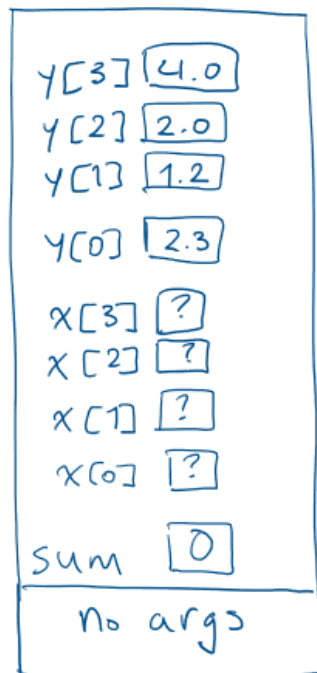 y[3] 4.0
y[2] 2.0
y[1] 1.2
y[0] 2.3
x[3] ?
x[2] ?
x[1] ?
x[0] ?
sum 0
no args